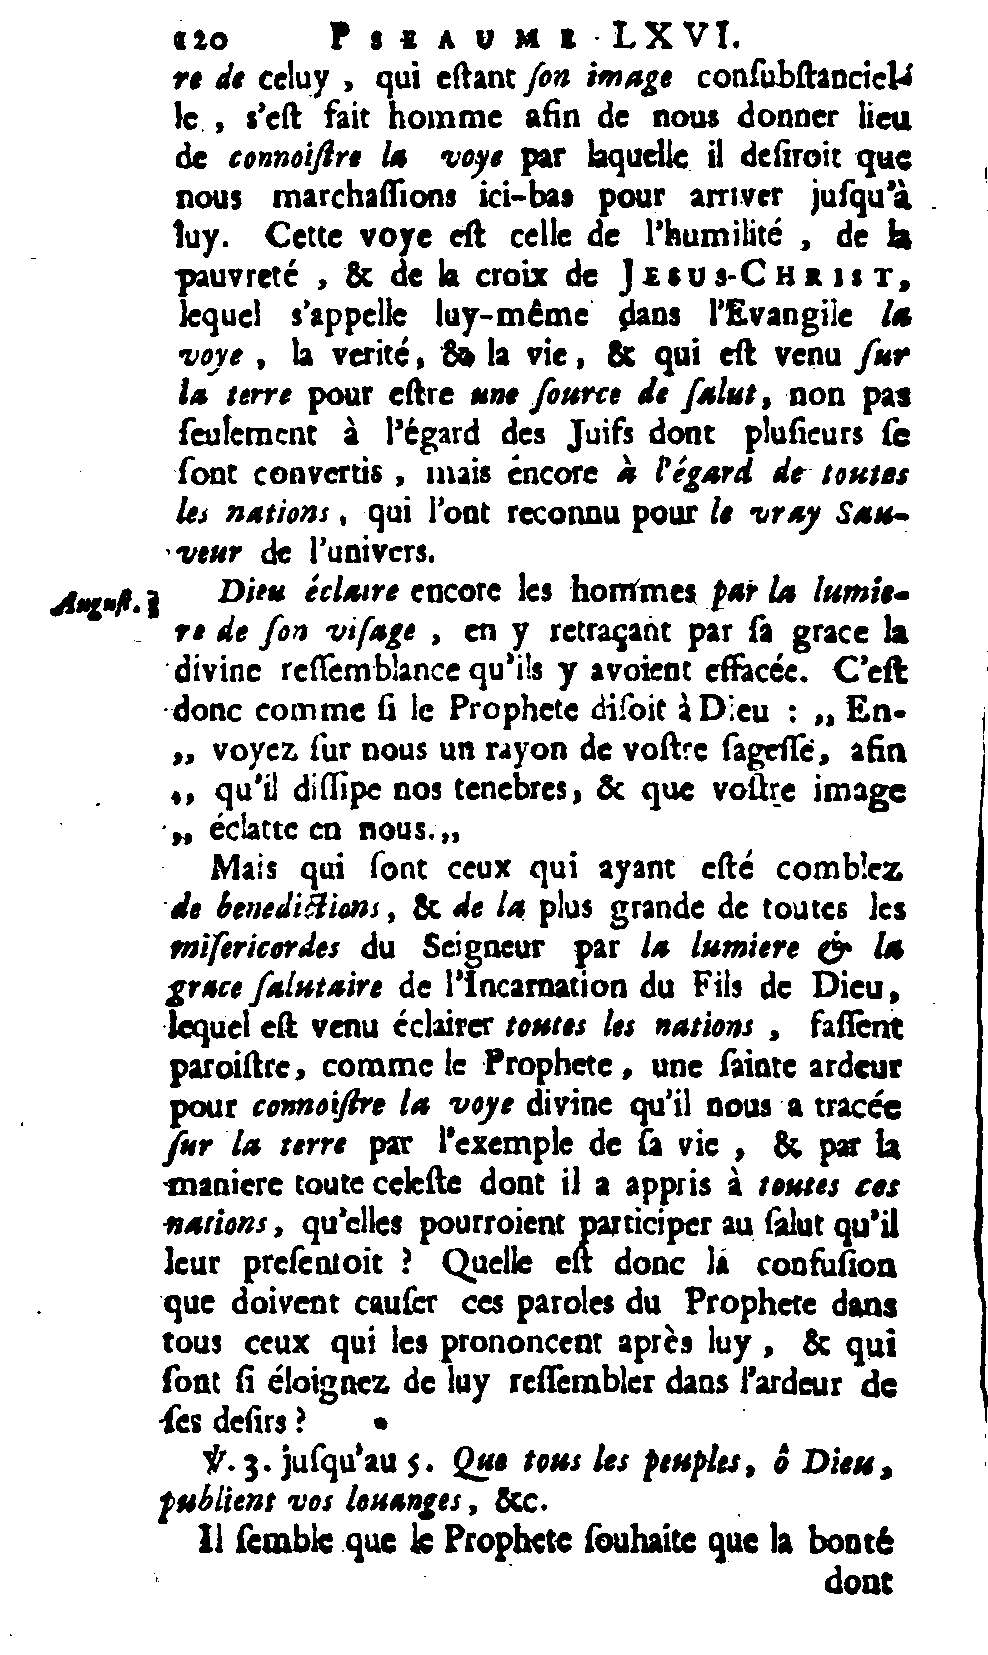 120 PSEAUME LXVI.
re de celuy, qui eſtant ſon image conſubſtanciel-
le, s'eſt fait homme afin de nous donner lieu
de connoiſtre la voye par laquelle il deſiroit que
nous marchaſſions ici-bas pour arriver juſqu'à
luy. Cette voye eſt celle de l'humilité, de la
pauvreté, & de la croix de JESUS-CHRIST,
lequel s'appelle luy-même dans l'Evangile la
voye, la verité, & la vie, & qui eſt venu ſur
la terre pour eſtre une ſource de ſalut, non pas
ſeulement à l'égard des Juifs dont pluſieurs ſe
ſont convertis, mais encore à l'égard de toutes
les nations, qui l'ont reconnu pour le vray Sau-
veur de l'univers.
Auguſt. Dieu éclaire encore les hommes par la lumie-
re de ſon viſage, en y retraçant par ſa grace la
divine reſſemblance qu'ils y avoient effacée. C'eſt
donc comme ſi le Prophete diſoit à Dieu : „ En-
„ voyez ſur nous un rayon de voſtre ſageſſe, afin
„ qu'il diſſipe nos tenebres, & que voſtre image
„ éclatte en nous. „
Mais qui ſont ceux qui ayant eſté comblez
de benedictions, & de la plus grande de toutes les
miſericordes du Seigneur par la lumiere & la
grace ſalutaire de l'Incarnation du Fils de Dieu,
lequel eſt venu éclairer toutes les nations, faſſent
paroiſtre, comme le Prophete, une ſainte ardeur
pour connoiſtre la voye divine qu'il nous a tracée
ſur la terre par l'exemple de ſa vie, & par la
maniere toute celeſte dont il a appris à toutes ces
nations, qu'elles pourroient participer au ſalut qu'il
leur preſentoit ? Quelle eſt donc la confuſion
que doivent cauſer ces paroles du Prophete dans
tous ceux qui les prononcent après luy, & qui
ſont ſi éloignez de luy reſſembler dans l'ardeur de
ſes deſirs ?
℣. 3. juſqu'au 5. Que tous les peuples, ô Dieu,
publient vos louanges, &c.
Il ſemble que le Prophete ſouhaite que la bonté
dont